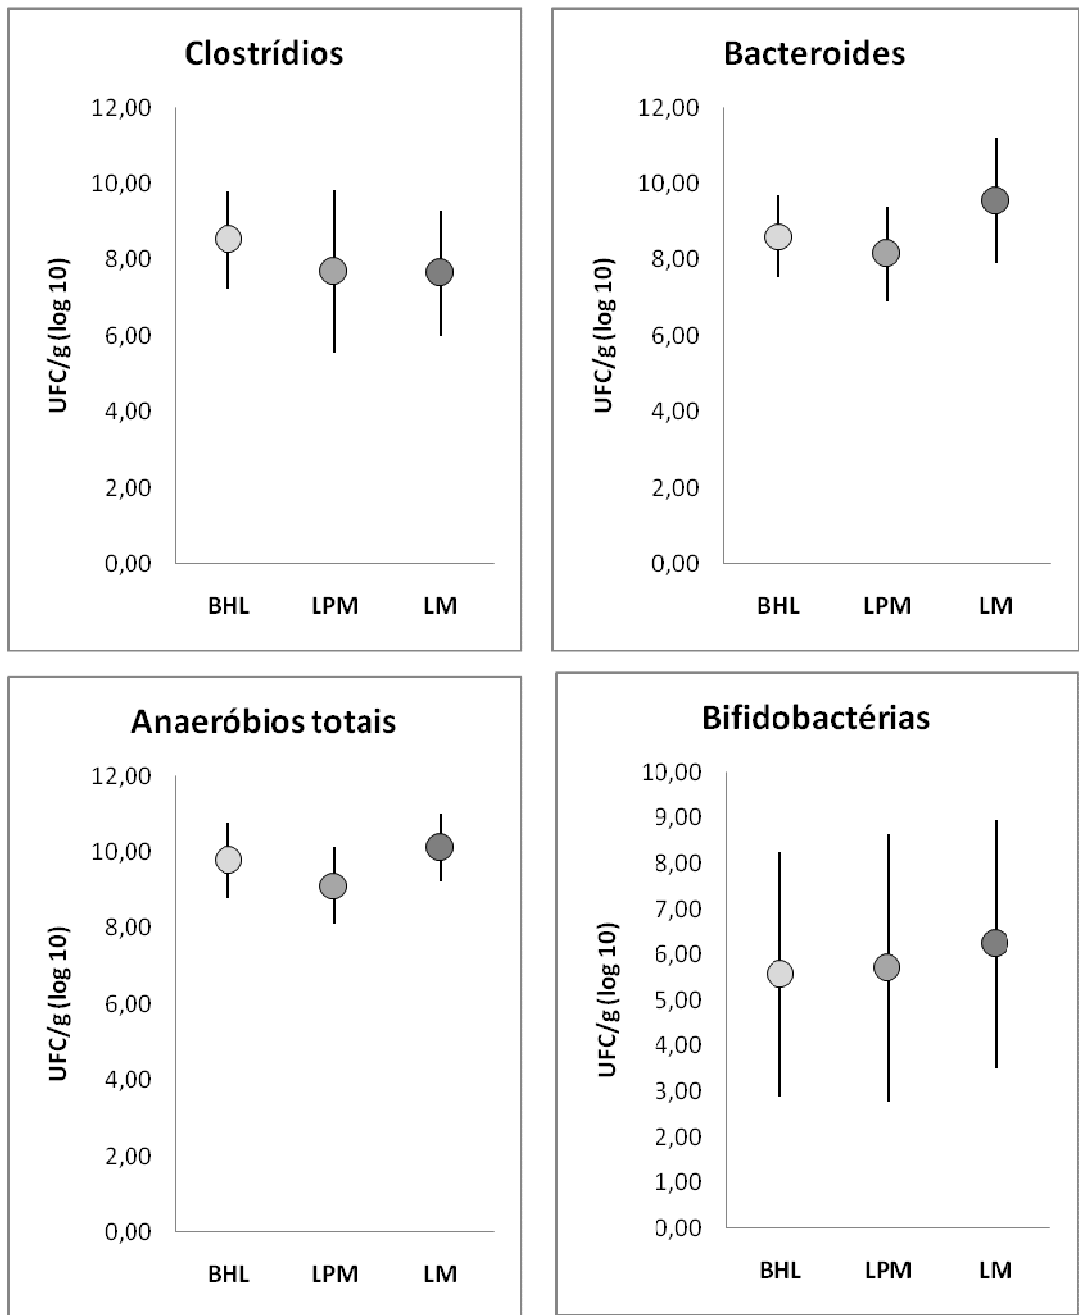 Clostrídios
12,00
10,00
8,00
6,00
4,00
2,00
0,00
UFC/g (log 10)
BHL LPM LM
Bacteroides
12,00
10,00
8,00
6,00
4,00
2,00
0,00
UFC/g (log 10)
BHL LPM LM
Anaeróbios totais
12,00
10,00
8,00
6,00
4,00
2,00
0,00
UFC/g (log 10)
BHL LPM LM
Bifidobactérias
10,00
9,00
8,00
7,00
6,00
5,00
4,00
3,00
2,00
1,00
0,00
UFC/g (log 10)
BHL LPM LM